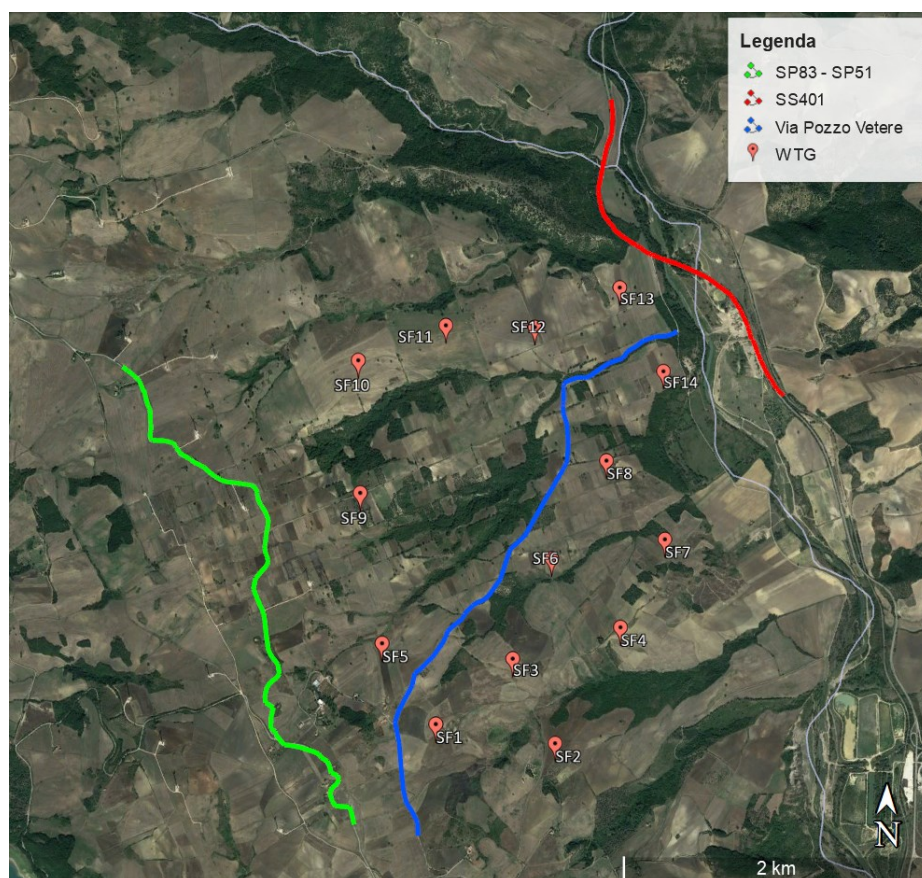 Legenda
SP83 - SP51
SS401
Via Pozzo Vetere
WTG
SF13
SF11
SF12
SF10
SF14
SF8
SF9
SF7
SF6
SF4
SF5
SF3
SF1
SF2
N
2 km